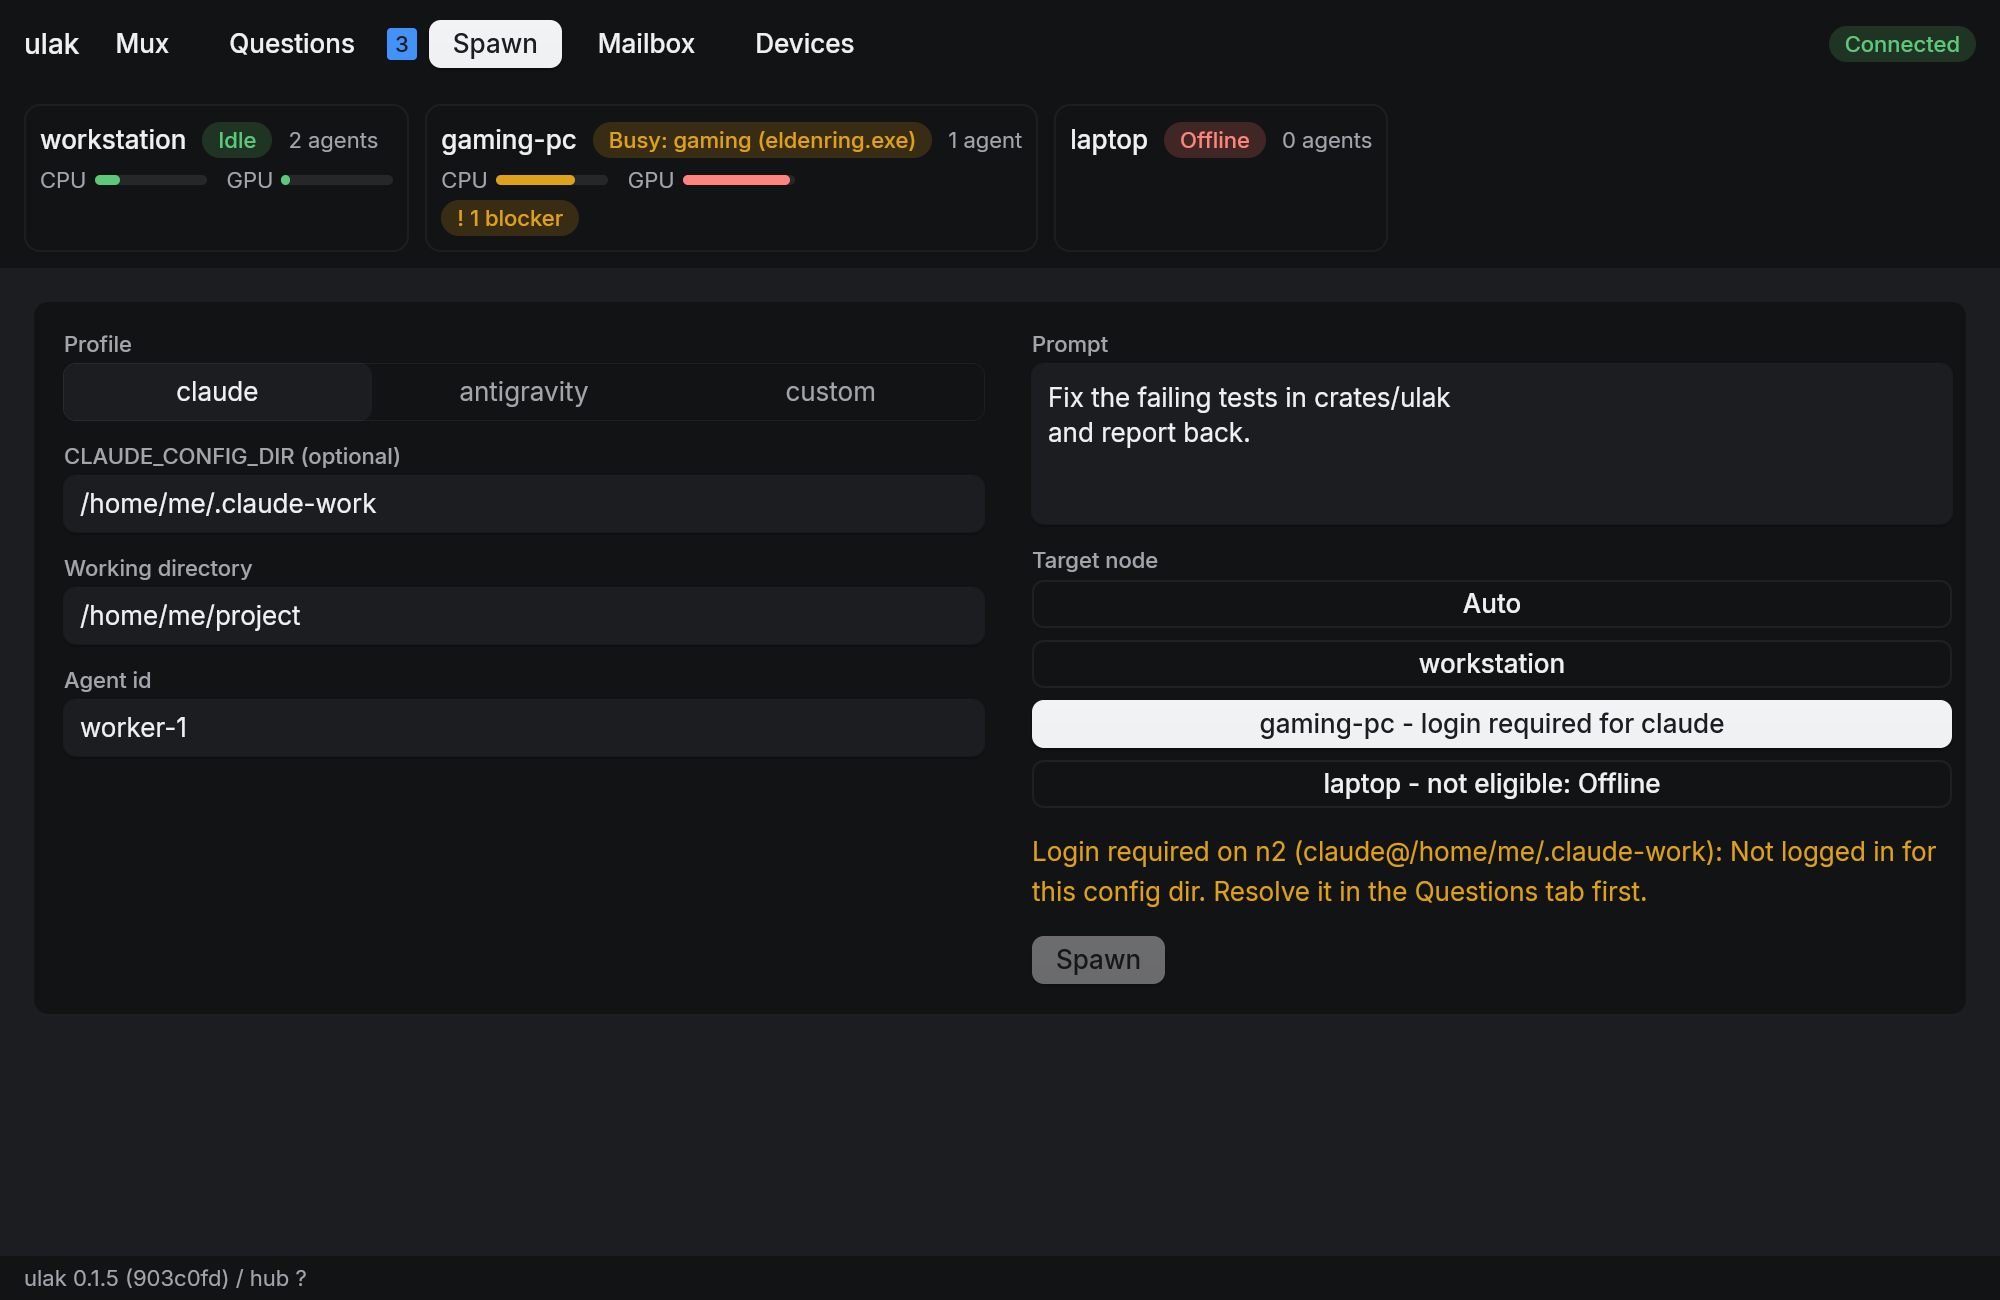 ulak Mux Questions 3 Spawn Mailbox Devices Connected
workstation Idle 2 agents
CPU GPU
gaming-pc Busy: gaming (eldenring.exe) 1 agent
CPU GPU
! 1 blocker
laptop Offline 0 agents
Profile
claude antigravity custom
CLAUDE_CONFIG_DIR (optional)
/home/me/.claude-work
Working directory
/home/me/project
Agent id
worker-1
Prompt
Fix the failing tests in crates/ulak
and report back.
Target node
Auto
workstation
gaming-pc - login required for claude
laptop - not eligible: Offline
Login required on n2 (claude@/home/me/.claude-work): Not logged in for
this config dir. Resolve it in the Questions tab first.
Spawn
ulak 0.1.5 (903c0fd) / hub ?